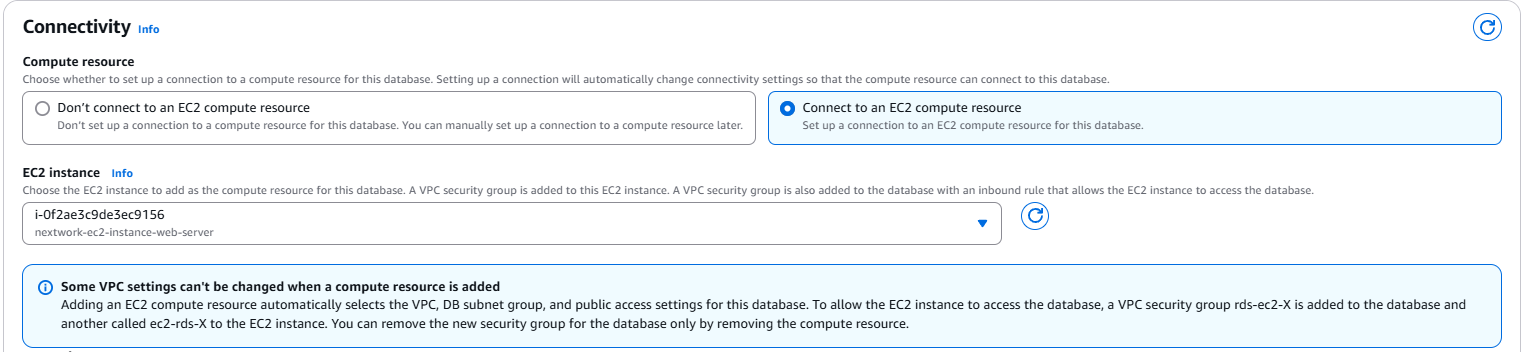 Connectivity Info
Compute resource
Choose whether to set up a connection to a compute resource for this database. Setting up a connection will automatically change connectivity settings so that the compute resource can connect to this database.
Don't connect to an EC2 compute resource
Don't set up a connection to a compute resource for this database. You can manually set up a connection to a compute resource later.
Connect to an EC2 compute resource
Set up a connection to an EC2 compute resource for this database.
EC2 instance Info
Choose the EC2 instance to add as the compute resource for this database. A VPC security group is added to this EC2 instance. A VPC security group is also added to the database with an inbound rule that allows the EC2 instance to access the database.
i-0f2ae3c9de3ec9156
nextwork-ec2-instance-web-server
Some VPC settings can't be changed when a compute resource is added
Adding an EC2 compute resource automatically selects the VPC, DB subnet group, and public access settings for this database. To allow the EC2 instance to access the database, a VPC security group rds-ec2-X is added to the database and
another called ec2-rds-X to the EC2 instance. You can remove the new security group for the database only by removing the compute resource.